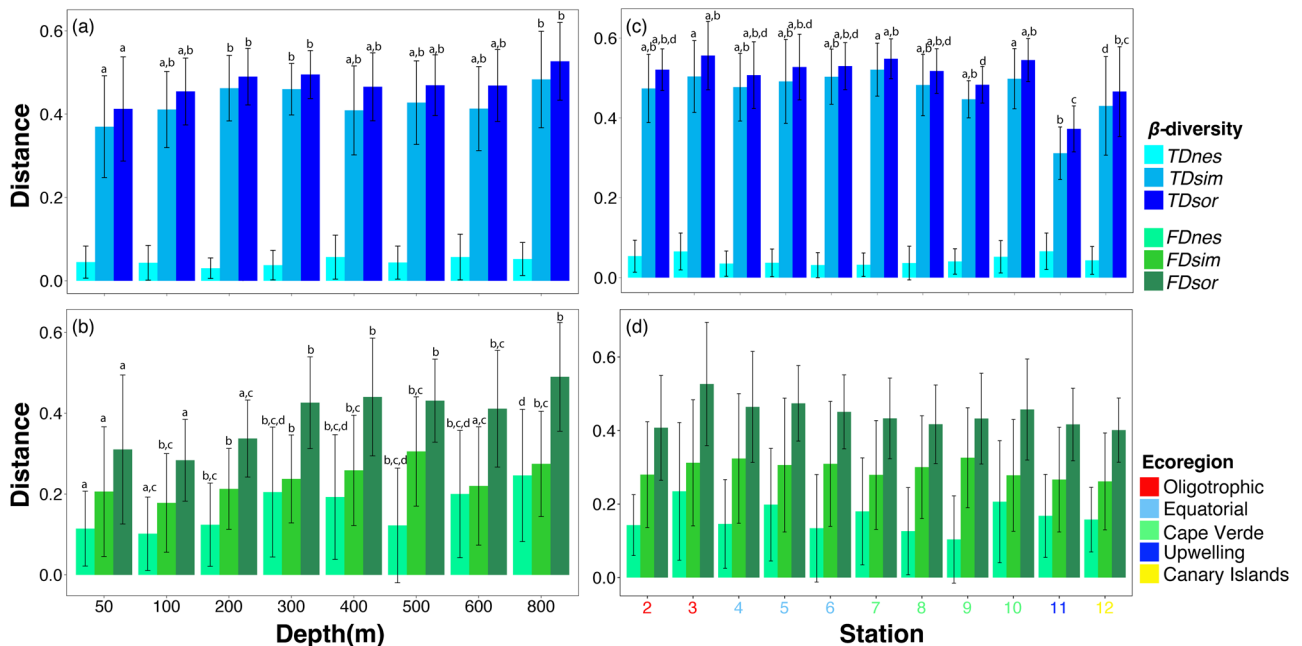 (a)
Distance
0.6
0.4
0.2
0.0
a
a
a,b
a,b
b
b
b
b
a,b
a,b
a,b
a,b
a,b
a,b
b
b
(c)
0.6
0.4
0.2
0.0
a,b
a,b,d
a
a,b
a,b
a,b,d
a,b
a,b,d
a,b
a,b,d
a
a,b
a,b
a,b,d
a,b
d
a
a,b
b
c
d
b,c
β-diversity
TDnes
TDsim
TDsor
FDnes
FDsim
FDsor
(b)
Distance
0.6
0.4
0.2
0.0
a
a
a
a,c
b,c
a
b,c
b
a,c
b,c,d
b
b
b,c,d
b,c
b
b,c,d
b,c
b
b,c,d
a,c
b,c
d
b,c
b
50 100 200 300 400 500 600 800
Depth(m)
(d)
0.6
0.4
0.2
0.0
2 3 4 5 6 7 8 9 10 11 12
Station
Ecoregion
Oligotrophic
Equatorial
Cape Verde
Upwelling
Canary Islands